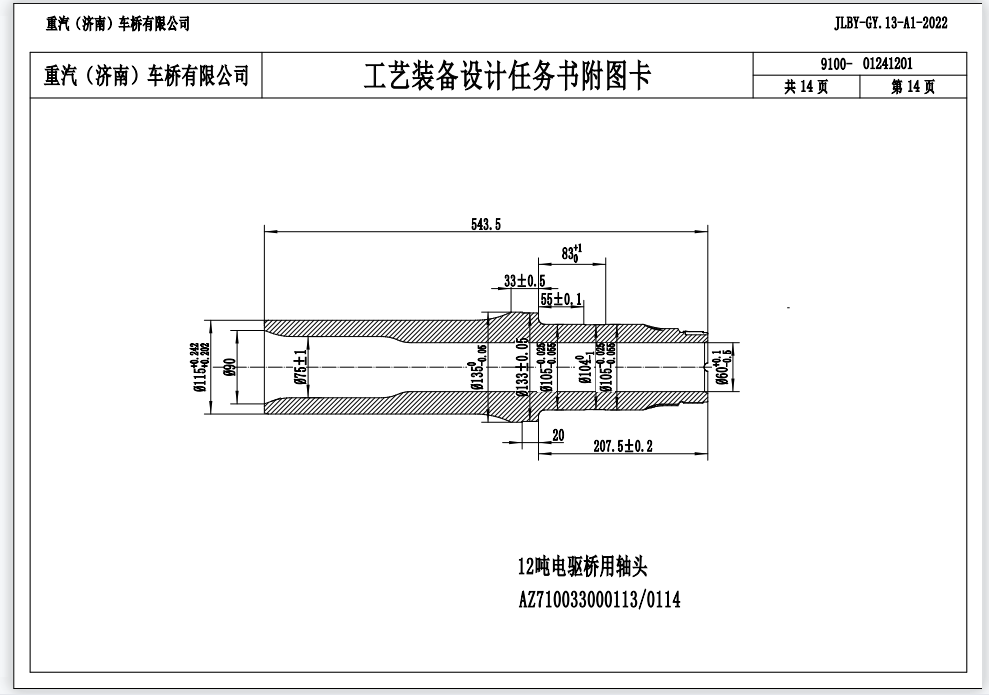 重汽（济南）车桥有限公司
JLBY-GY.13-A1-2022
重汽（济南）车桥有限公司
工艺装备设计任务书附图卡
9100- 01241201
共 14 页
第 14 页
543.5
83+1 0
33±0.5
55±0.1
Ø115+0.242 +0.202
Ø90
Ø75±1
Ø135 0 -0.05
Ø133±0.05
Ø105-0.025 -0.055
Ø104 0 -1
Ø105-0.025 -0.055
Ø60+0.1 -0.5
20
207.5±0.2
12吨电驱桥用轴头
AZ710033000113/0114